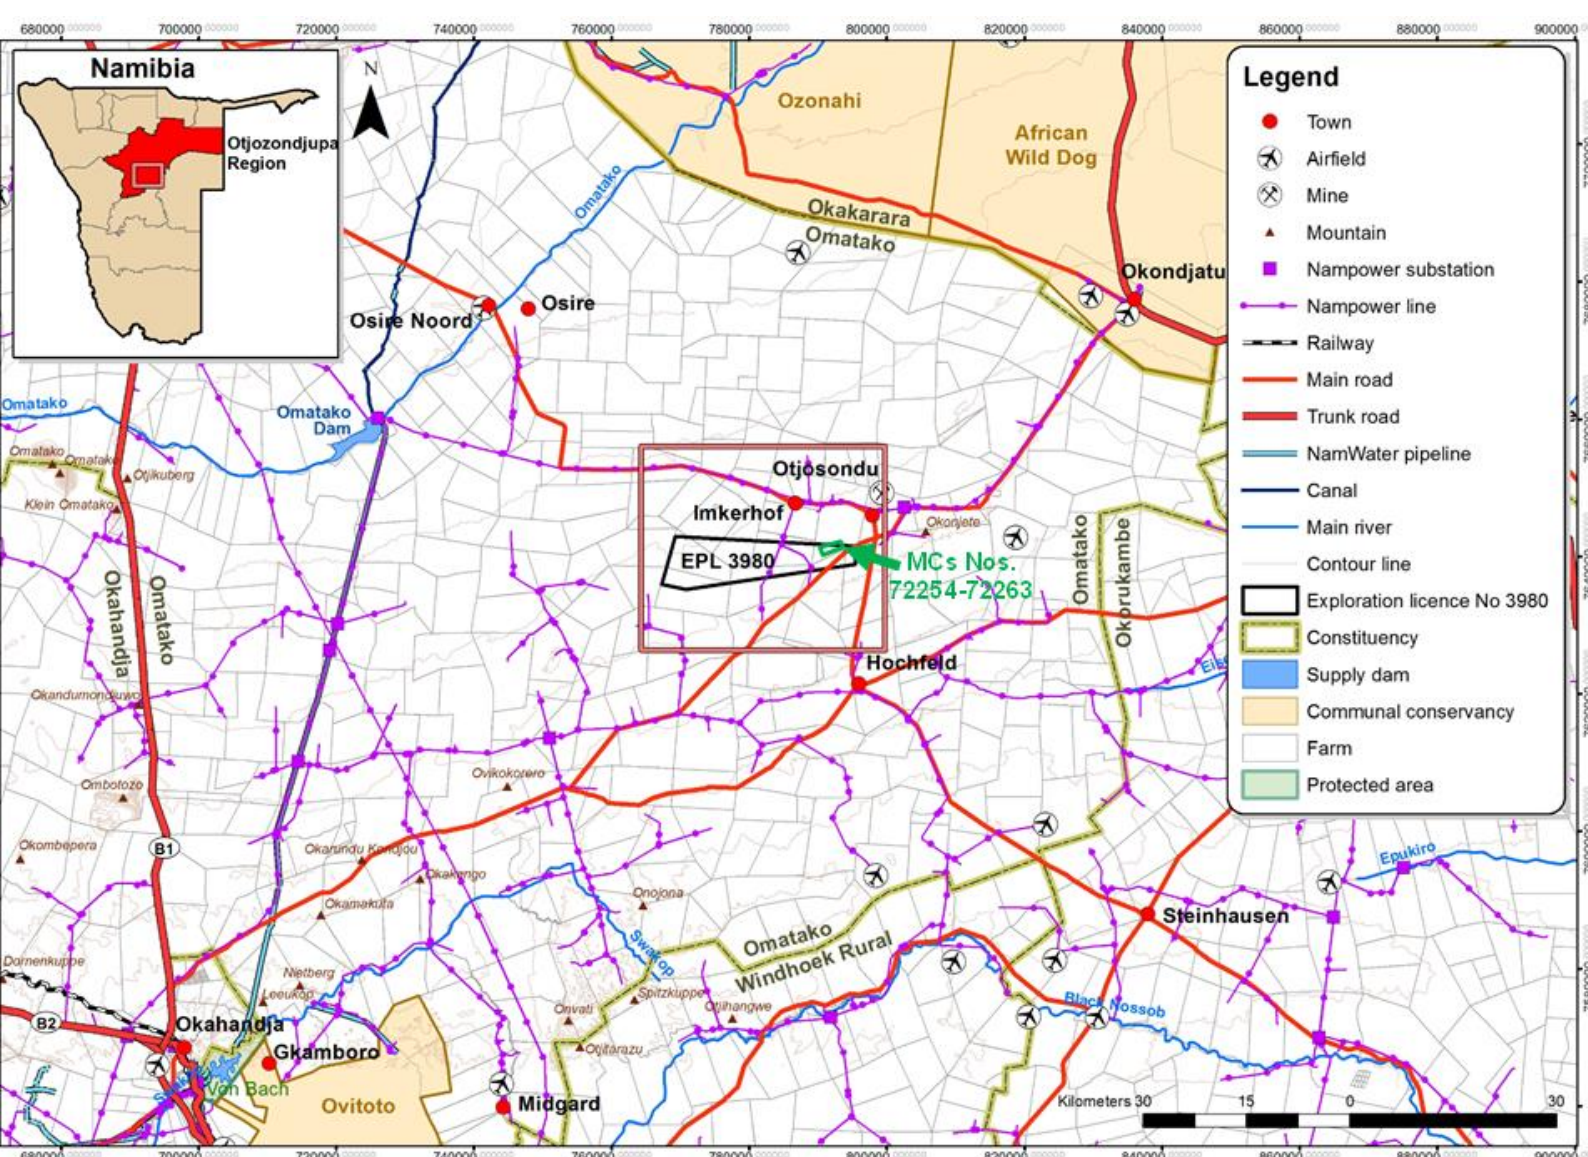 680000 700000 720000 740000 760000 780000 800000 820000 840000 860000 880000 900000
Namibia
Otjozondjupa
Region
N
Ozonahi
African
Wild Dog
Omatako
Okakarara
Omatako
Okondjatu
Osire
Osire Noord
Omatako
Omatako
Dam
Omatako
Omatako
Otjikuberg
Klein Omatako
Otjosondu
Imkerhof
Okonjete
EPL 3980
MCs Nos.
72254-72263
Omatako
Okorukambe
Okahandja
Omatako
Hochfeld
Okandumondjuwo
Ovikokorero
Ombotozo
B1
Okombepera
Okarundu Kondjou
Okakango
Okamakuta
Onojona
Epukiro
Steinhausen
Omatako
Windhoek Rural
Swakop
Dornenkuppe
Nietberg
Leeukop
Spitzkuppe
Otjihangwe
Onvati
Black Nossob
B2
Okahandja
Gkamboro
Otjitarazu
Von Bach
Ovitoto
Midgard
Legend
Town
Airfield
Mine
Mountain
Nampower substation
Nampower line
Railway
Main road
Trunk road
NamWater pipeline
Canal
Main river
Contour line
Exploration licence No 3980
Constituency
Supply dam
Communal conservancy
Farm
Protected area
Kilometers 30 15 0 30